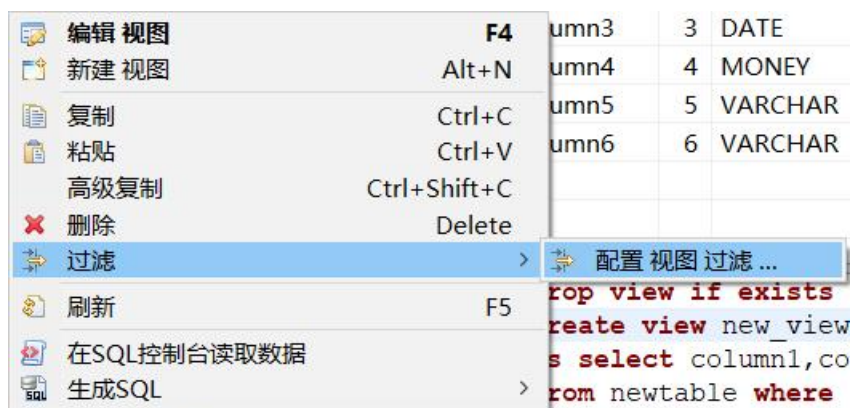 编辑 视图 F4
新建 视图 Alt+N
复制 Ctrl+C
粘贴 Ctrl+V
高级复制 Ctrl+Shift+C
删除 Delete
过滤
刷新 F5
在SQL控制台读取数据
生成SQL
umn3 3 DATE
umn4 4 MONEY
umn5 5 VARCHAR
umn6 6 VARCHAR
配置 视图 过滤 ...
rop view if exists
reate view new_view
s select column1,co
rom newtable where